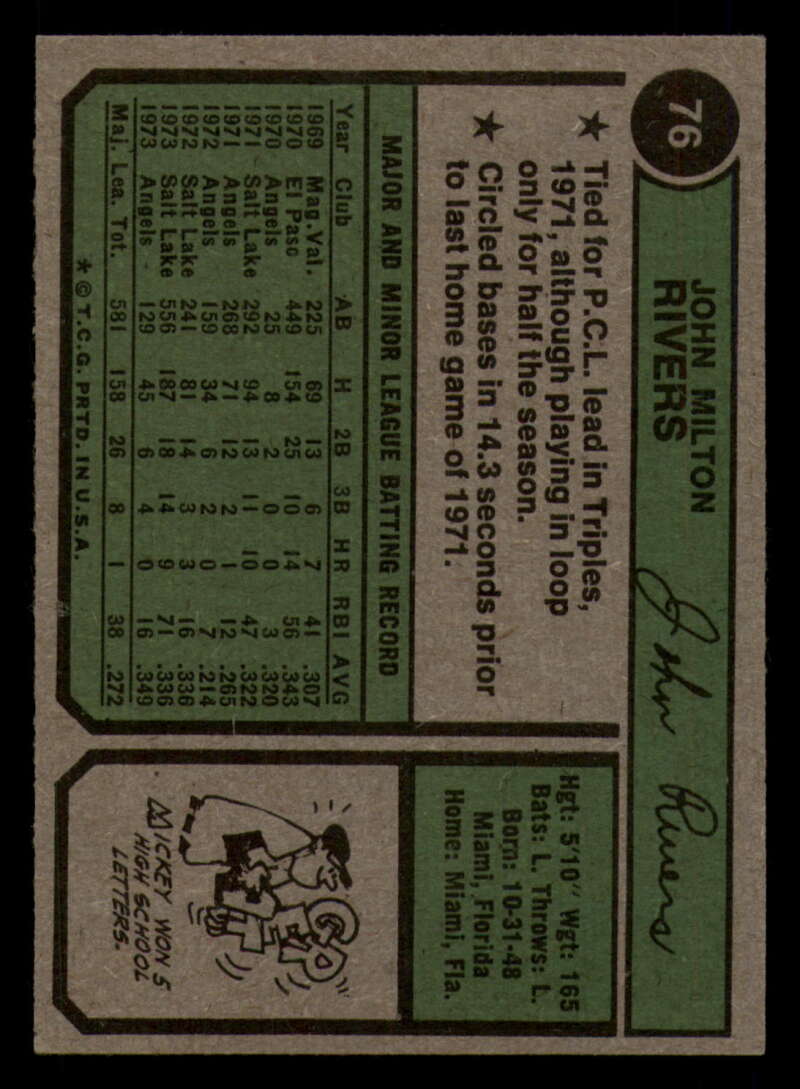 76
JOHN MILTON
RIVERS
John Rivers
★ Tied for P.C.L. lead in Triples,
1971, although playing in loop
only for half the season.
★ Circled bases in 14.3 seconds prior
to last home game of 1971.
MAJOR AND MINOR LEAGUE BATTING RECORD
Year Club AB H 2B 3B HR RBI AVG
1969 Mag.Val. 225 69 13 6 7 41 .307
1970 El Paso 449 154 25 10 14 56 .343
1970 Angels 25 8 2 0 0 3 .320
1971 Salt Lake 292 94 13 11 10 47 .322
1971 Angels 268 71 12 2 1 12 .265
1972 Angels 159 34 6 2 0 7 .214
1972 Salt Lake 241 81 14 3 3 16 .336
1973 Salt Lake 556 187 18 14 9 71 .336
1973 Angels 129 45 6 4 0 16 .349
Maj. Lea. Tot. 581 158 26 8 1 38 .272
* © T.C.G. PRTD. IN U.S.A.
Hgt: 5'10" Wgt: 165
Bats: L. Throws: L.
Born: 10-31-48
Miami, Florida
Home: Miami, Fla.
MICKEY WON 5
HIGH SCHOOL
LETTERS.